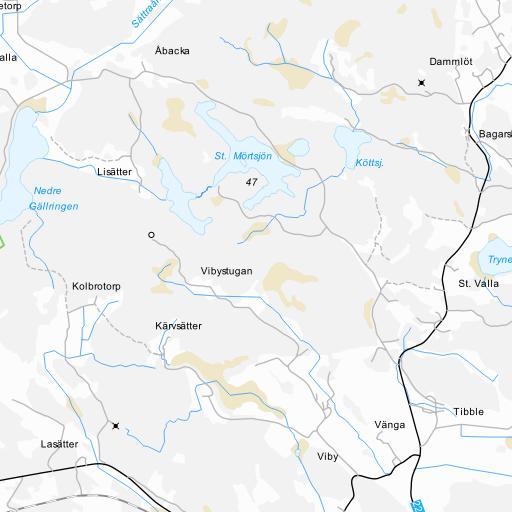 Sättraån
Åbacka
Dammlöt
Bagars
St. Mörtsjön
Köttsj.
Lisätter
47
Nedre
Gällringen
Tryne
Vibystugan
St. Valla
Kolbrotorp
Kärvsätter
Tibble
Vänga
Lasätter
Viby